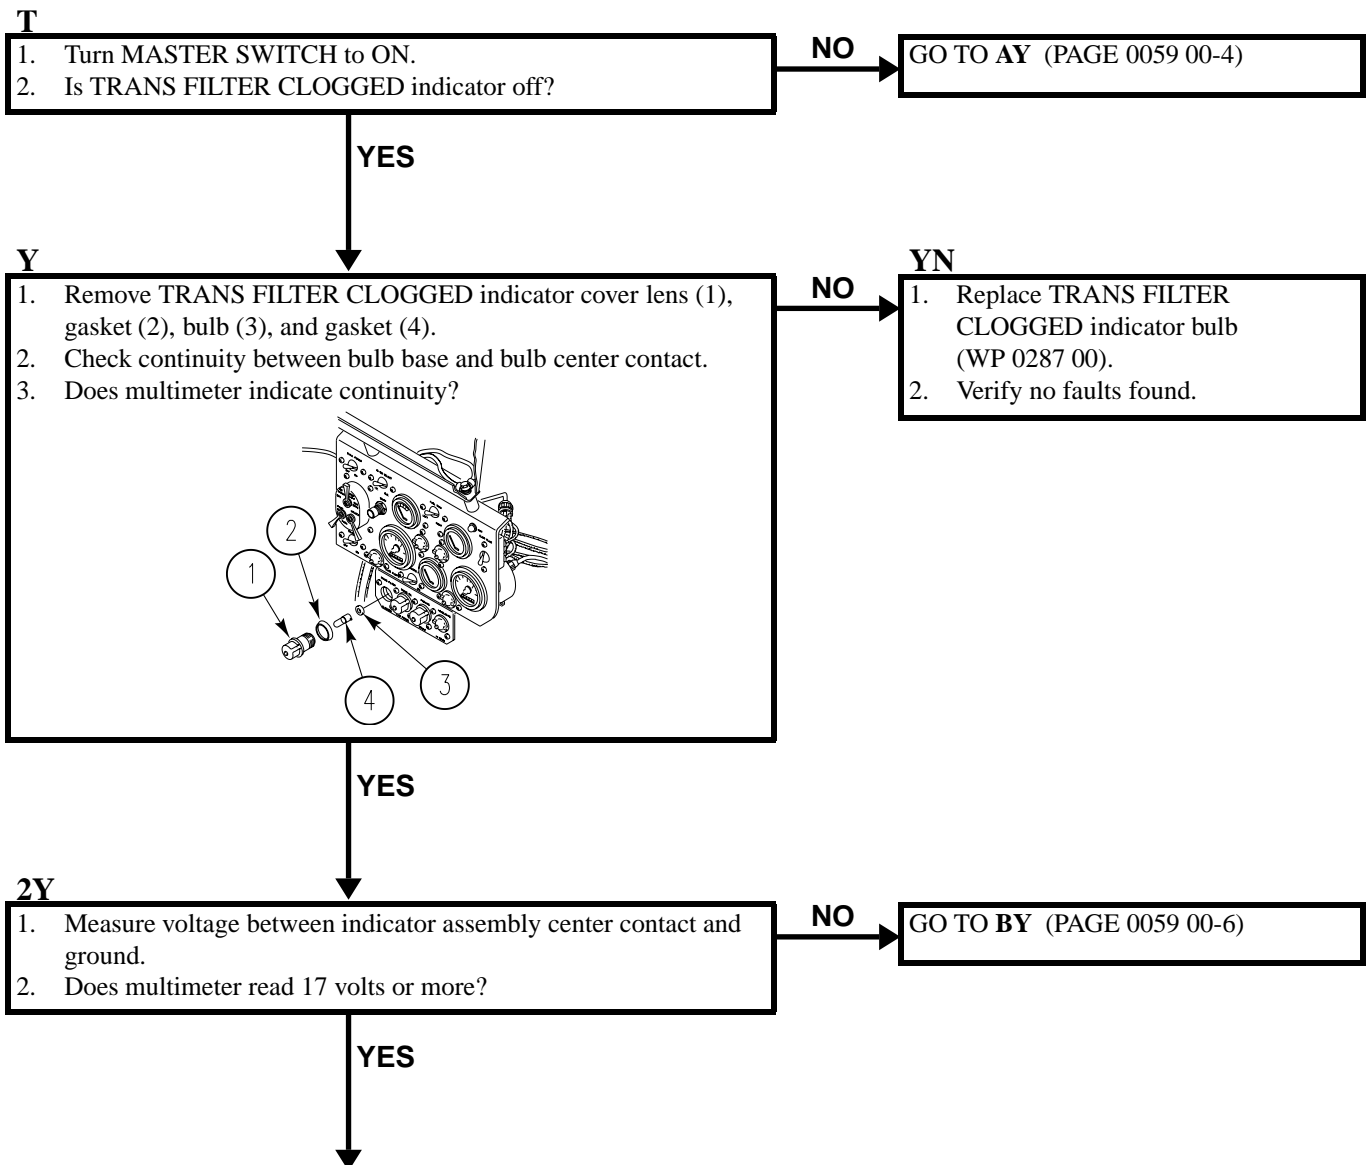 T
1. Turn MASTER SWITCH to ON.
2. Is TRANS FILTER CLOGGED indicator off?
NO
GO TO AY (PAGE 0059 00-4)
YES
Y
1. Remove TRANS FILTER CLOGGED indicator cover lens (1),
gasket (2), bulb (3), and gasket (4).
2. Check continuity between bulb base and bulb center contact.
3. Does multimeter indicate continuity?
NO
YN
1. Replace TRANS FILTER
CLOGGED indicator bulb
(WP 0287 00).
2. Verify no faults found.
2
1
3
4
YES
2Y
1. Measure voltage between indicator assembly center contact and
ground.
2. Does multimeter read 17 volts or more?
NO
GO TO BY (PAGE 0059 00-6)
YES